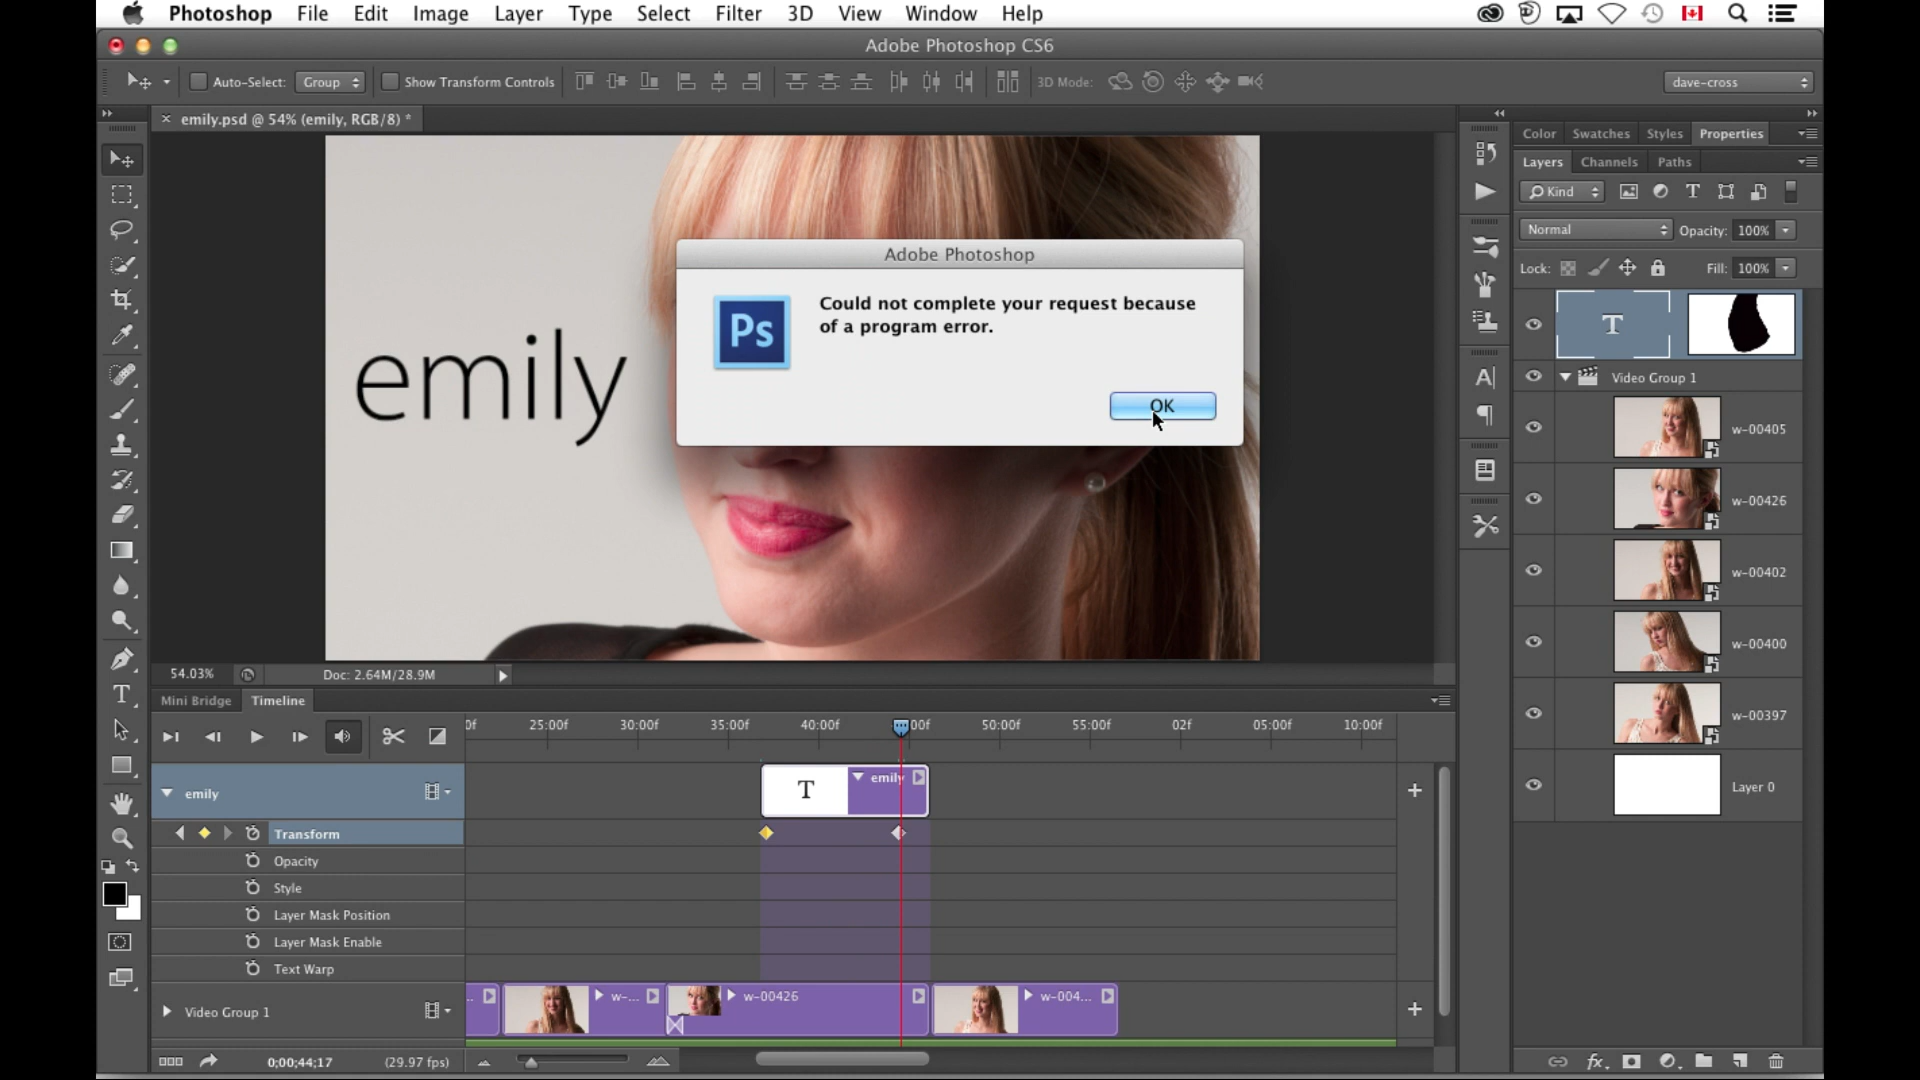 Photoshop File Edit Image Layer Type Select Filter 3D View Window Help
Adobe Photoshop CS6
Auto-Select: Group Show Transform Controls 3D Mode: dave-cross
emily.psd @ 54% (emily, RGB/8) *
Color Swatches Styles Properties
Layers Channels Paths
Kind
Normal Opacity: 100%
Lock: Fill: 100%
Adobe Photoshop
Ps
Could not complete your request because
of a program error.
OK
emily
T
Video Group 1
w-00405
w-00426
w-00402
w-00400
w-00397
Layer 0
54.03% Doc: 2.64M/28.9M
Mini Bridge Timeline
0f 25:00f 30:00f 35:00f 40:00f :00f 50:00f 55:00f 02f 05:00f 10:00f
emily T emily
Transform
Opacity
Style
Layer Mask Position
Layer Mask Enable
Text Warp
Video Group 1 .. w-... w-00426 w-004...
0;00;44;17 (29.97 fps)
fx